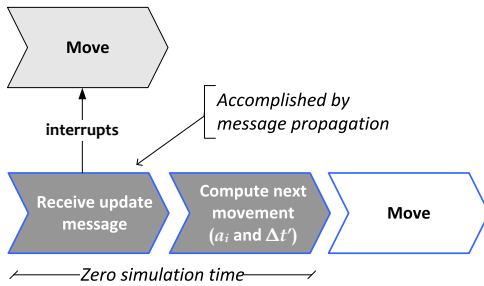 Move
Accomplished by
message propagation
interrupts
Receive update
message
Compute next
movement
(aᵢ and Δt′)
Move
Zero simulation time